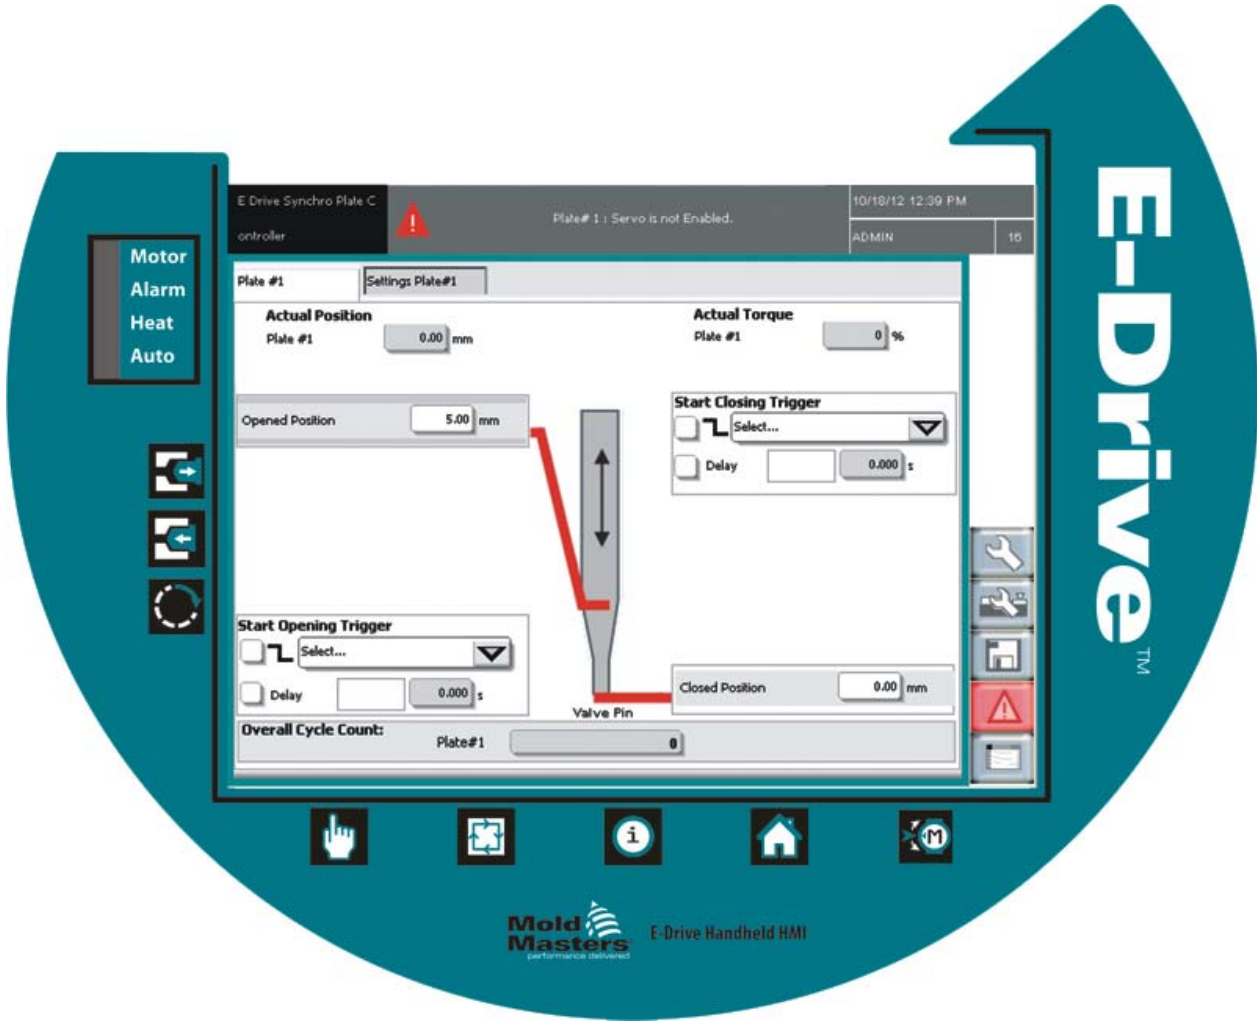 E Drive Synchro Plate C
ontroller
Plate# 1 : Servo is not Enabled.
10/18/12 12:39 PM
ADMIN
16
Motor
Alarm
Heat
Auto
Plate #1
Settings Plate#1
Actual Position
Plate #1
0.00 mm
Actual Torque
Plate #1
0 %
Opened Position
5.00 mm
Start Closing Trigger
Select...
Delay
0.000 s
Start Opening Trigger
Select...
Delay
0.000 s
Closed Position
0.00 mm
Valve Pin
Overall Cycle Count:
Plate#1
0
E-Drive™
i
M
Mold
Masters
performance delivered
E-Drive Handheld HMI